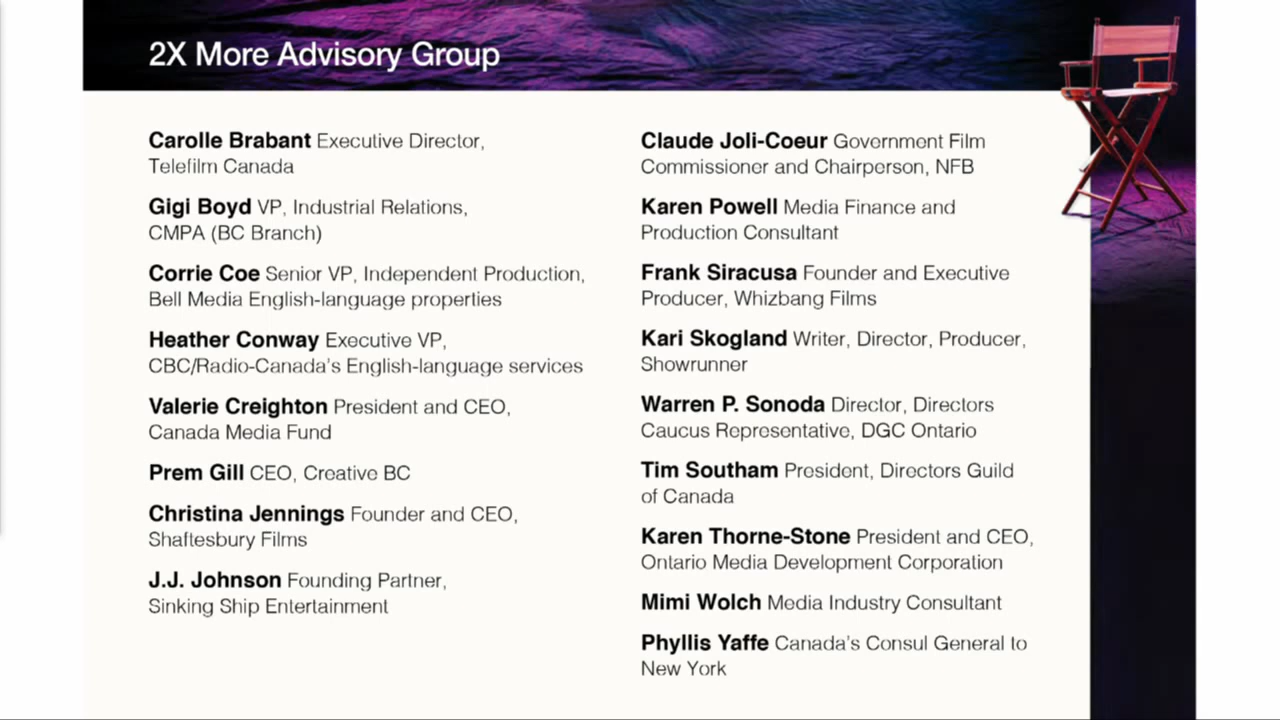 2X More Advisory Group
Carolle Brabant Executive Director,
Telefilm Canada
Gigi Boyd VP, Industrial Relations,
CMPA (BC Branch)
Corrie Coe Senior VP, Independent Production,
Bell Media English-language properties
Heather Conway Executive VP,
CBC/Radio-Canada's English-language services
Valerie Creighton President and CEO,
Canada Media Fund
Prem Gill CEO, Creative BC
Christina Jennings Founder and CEO,
Shaftesbury Films
J.J. Johnson Founding Partner,
Sinking Ship Entertainment
Claude Joli-Coeur Government Film
Commissioner and Chairperson, NFB
Karen Powell Media Finance and
Production Consultant
Frank Siracusa Founder and Executive
Producer, Whizbang Films
Kari Skogland Writer, Director, Producer,
Showrunner
Warren P. Sonoda Director, Directors
Caucus Representative, DGC Ontario
Tim Southam President, Directors Guild
of Canada
Karen Thorne-Stone President and CEO,
Ontario Media Development Corporation
Mimi Wolch Media Industry Consultant
Phyllis Yaffe Canada's Consul General to
New York